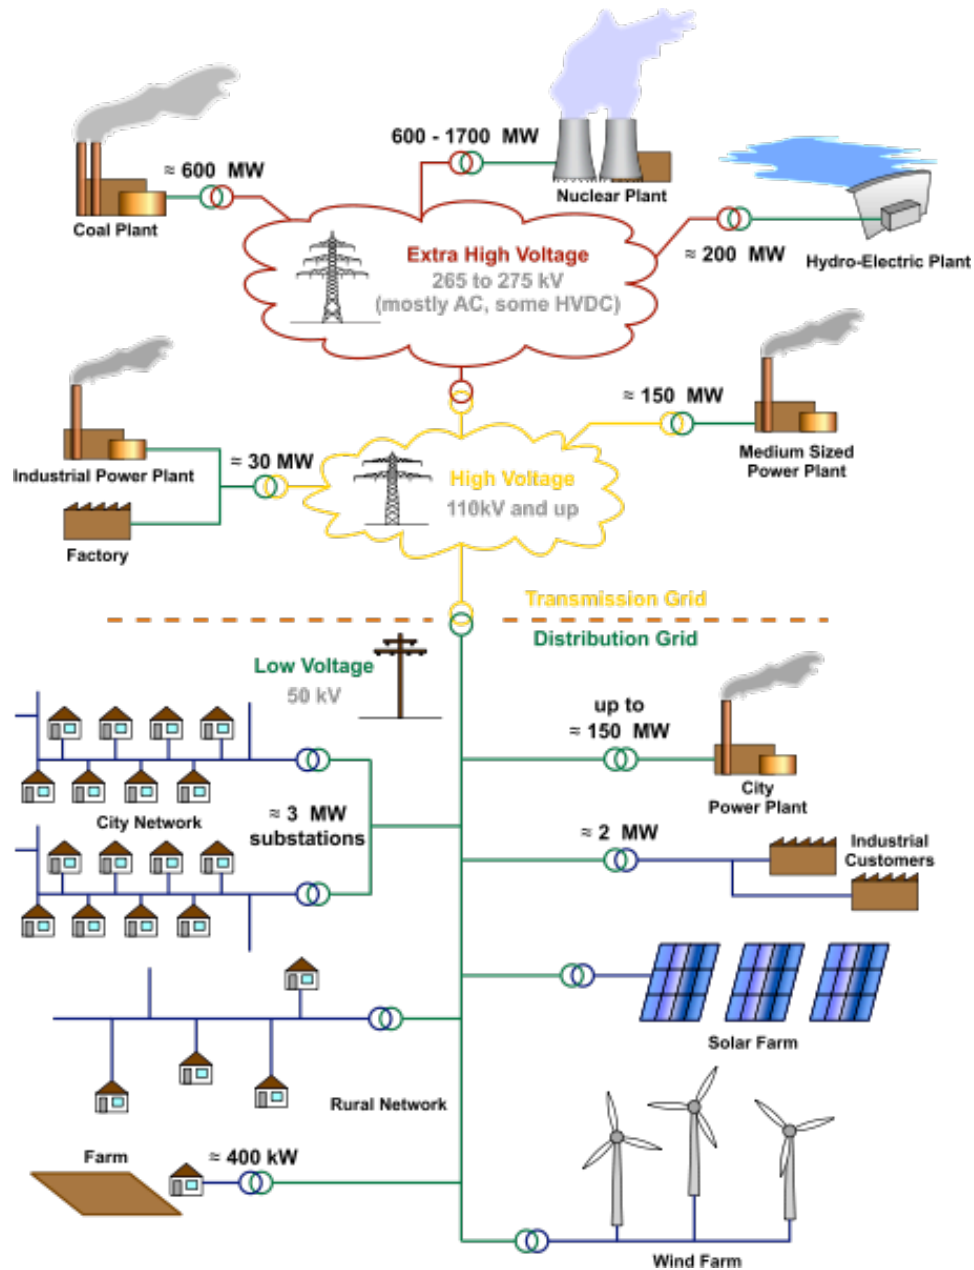 600 - 1700 MW
≈ 600 MW
Nuclear Plant
Coal Plant
≈ 200 MW
Hydro-Electric Plant
Extra High Voltage
265 to 275 kV
(mostly AC, some HVDC)
≈ 150 MW
Medium Sized
Power Plant
Industrial Power Plant
≈ 30 MW
Factory
High Voltage
110kV and up
Transmission Grid
Distribution Grid
Low Voltage
50 kV
up to
≈ 150 MW
City
Power Plant
City Network
≈ 3 MW
substations
≈ 2 MW
Industrial
Customers
Solar Farm
Rural Network
Farm
≈ 400 kW
Wind Farm